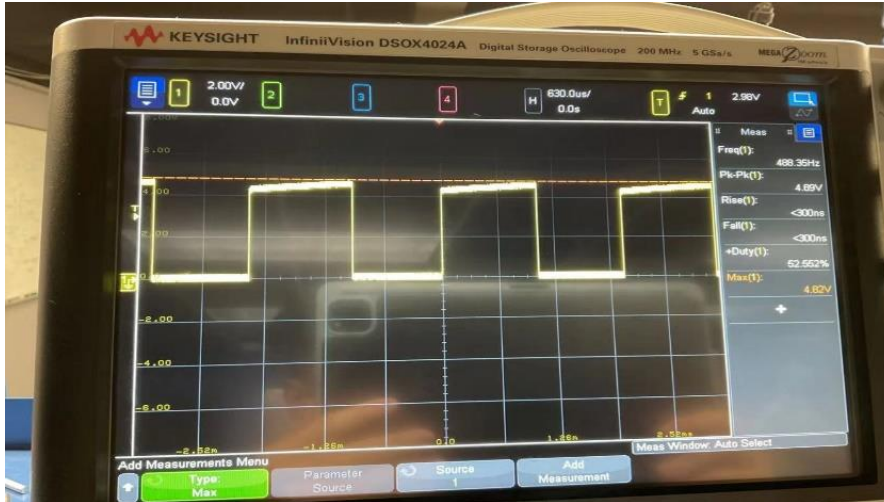 KEYSIGHT InfiniiVision DSOX4024A Digital Storage Oscilloscope 200 MHz 5 GSa/s MEGA Zoom
1 2.00V/ 2 3 4 H 630.0us/ T 1 2.98V
0.0V 0.0s Auto
Meas
Freq(1):
488.35Hz
Pk-Pk(1):
4.89V
Rise(1):
<300ns
Fall(1):
<300ns
+Duty(1):
52.552%
Max(1):
4.82V
+
6.00
4.00
2.00
-2.00
-4.00
-6.00
-2.52m -1.26m 0.0 1.26m 2.52m
Meas Window: Auto Select
Add Measurements Menu
Type: Parameter Source Add
Max Source 1 Measurement